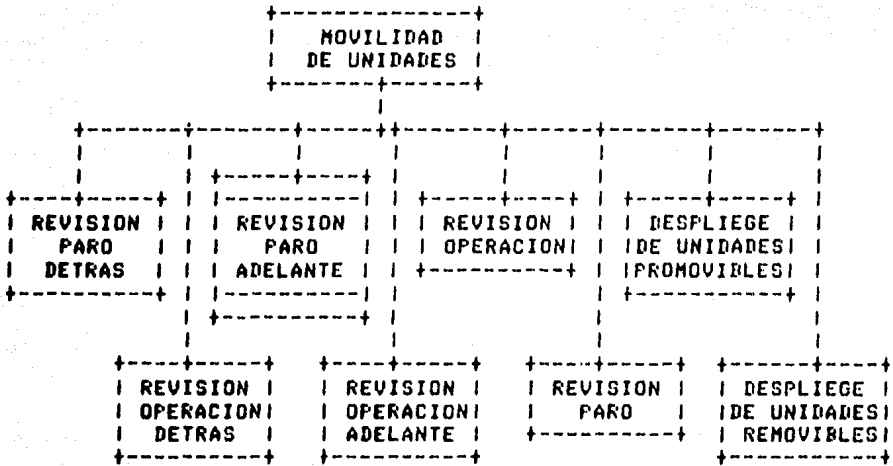 MOVILIDAD
DE UNIDADES
REVISION
PARO
DETRAS
REVISION
PARO
ADELANTE
REVISION
OPERACION
DESPLIEGE
DE UNIDADES
PROMOVIBLES
REVISION
OPERACION
DETRAS
REVISION
OPERACION
ADELANTE
REVISION
PARO
DESPLIEGE
DE UNIDADES
REMOVIBLES